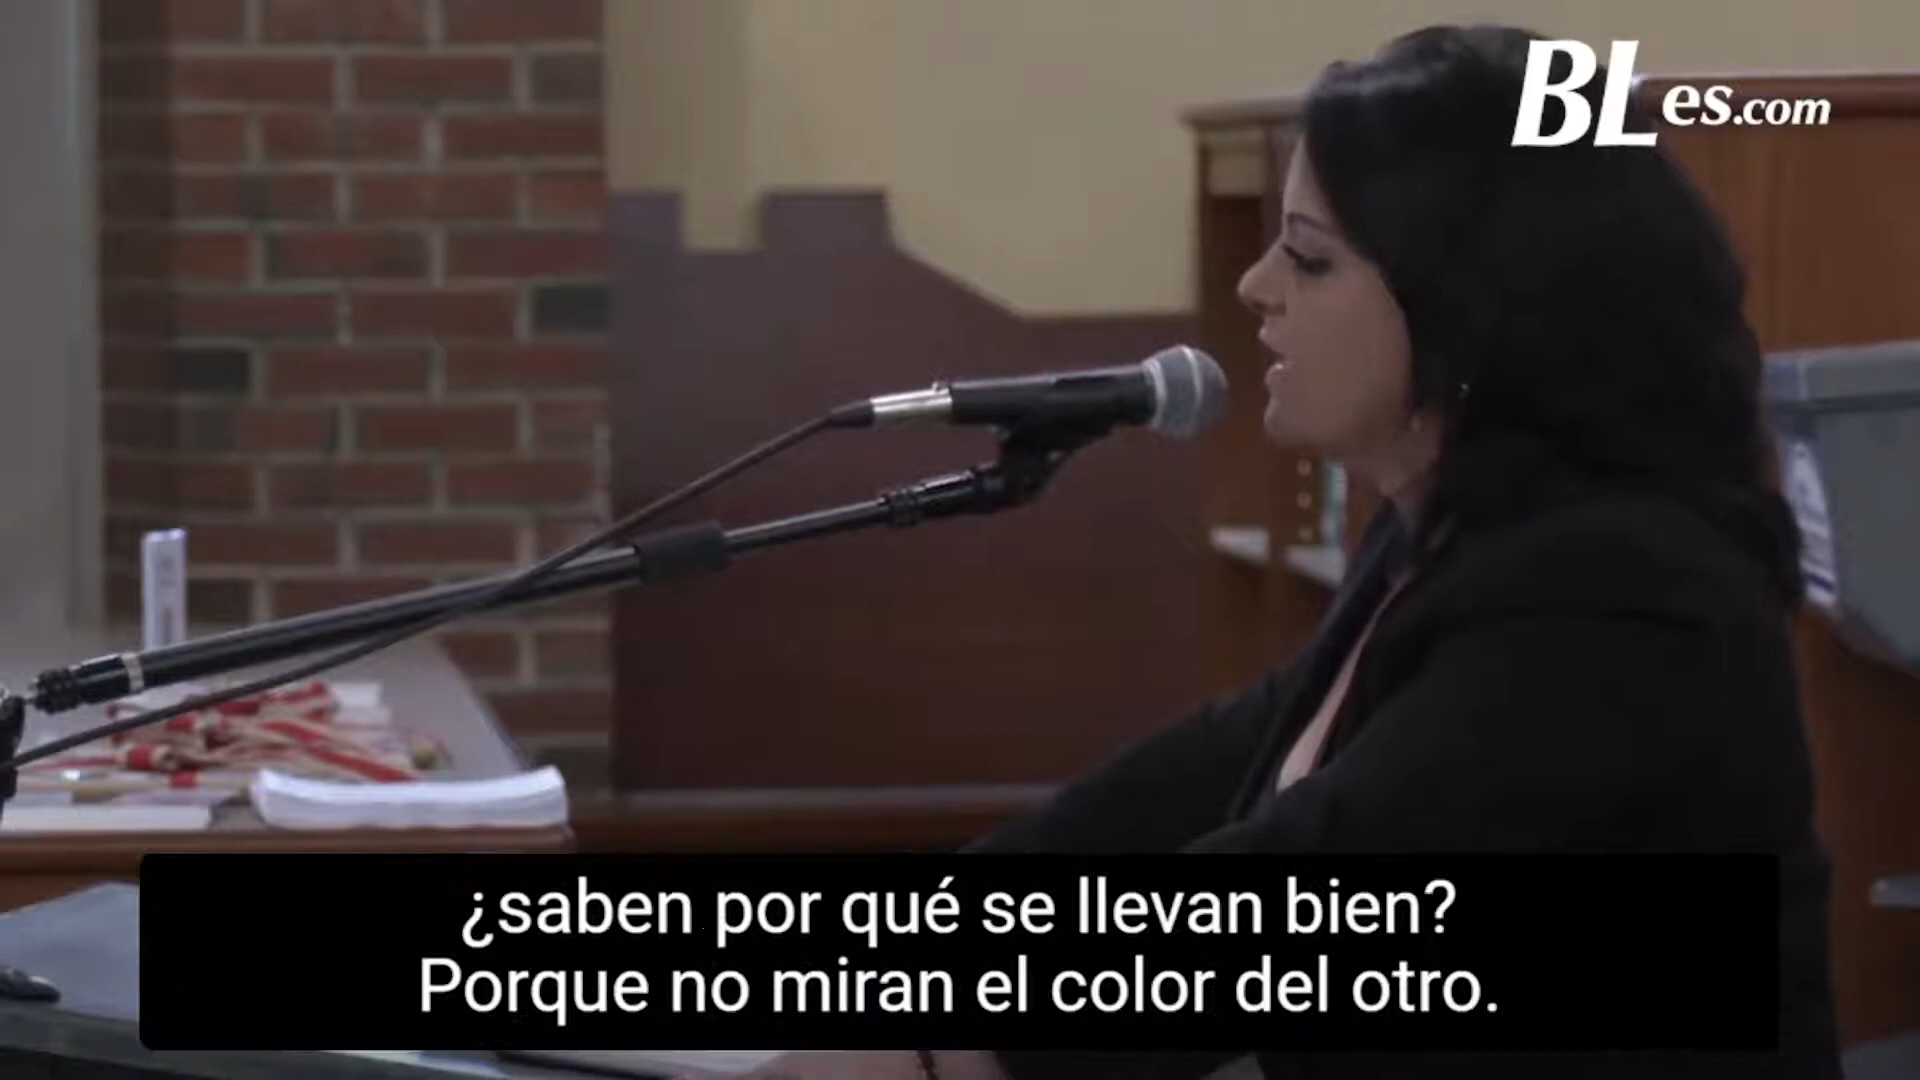 BLes.com
¿saben por qué se llevan bien?
Porque no miran el color del otro.